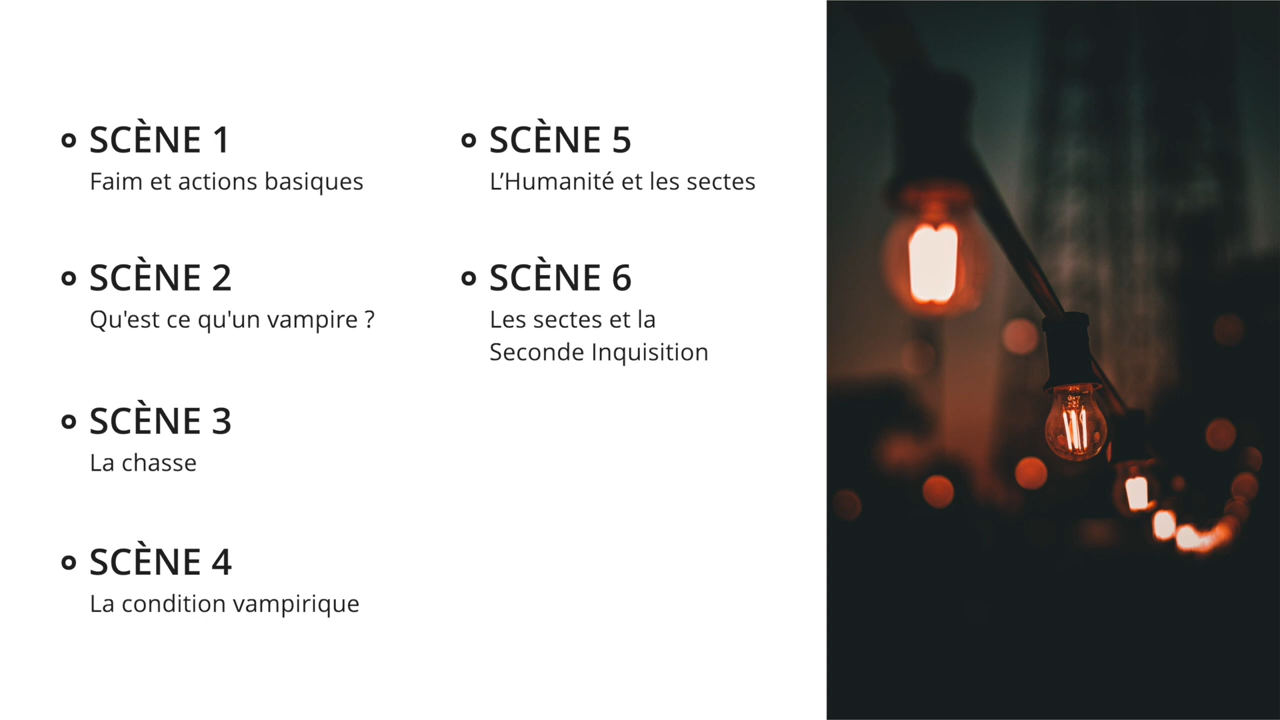 SCÈNE 1
Faim et actions basiques
SCÈNE 2
Qu'est ce qu'un vampire ?
SCÈNE 3
La chasse
SCÈNE 4
La condition vampirique
SCÈNE 5
L’Humanité et les sectes
SCÈNE 6
Les sectes et la
Seconde Inquisition